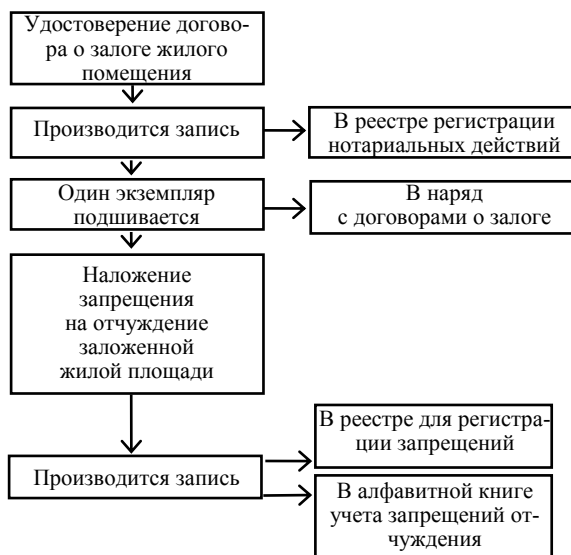 Удостоверение догово-
ра о залоге жилого
помещения
Производится запись
В реестре регистрации
нотариальных действий
Один экземпляр
подшивается
В наряд
с договорами о залоге
Наложение
запрещения
на отчуждение
заложенной
жилой площади
В реестре для регистра-
ции запрещений
Производится запись
В алфавитной книге
учета запрещений от-
чуждения